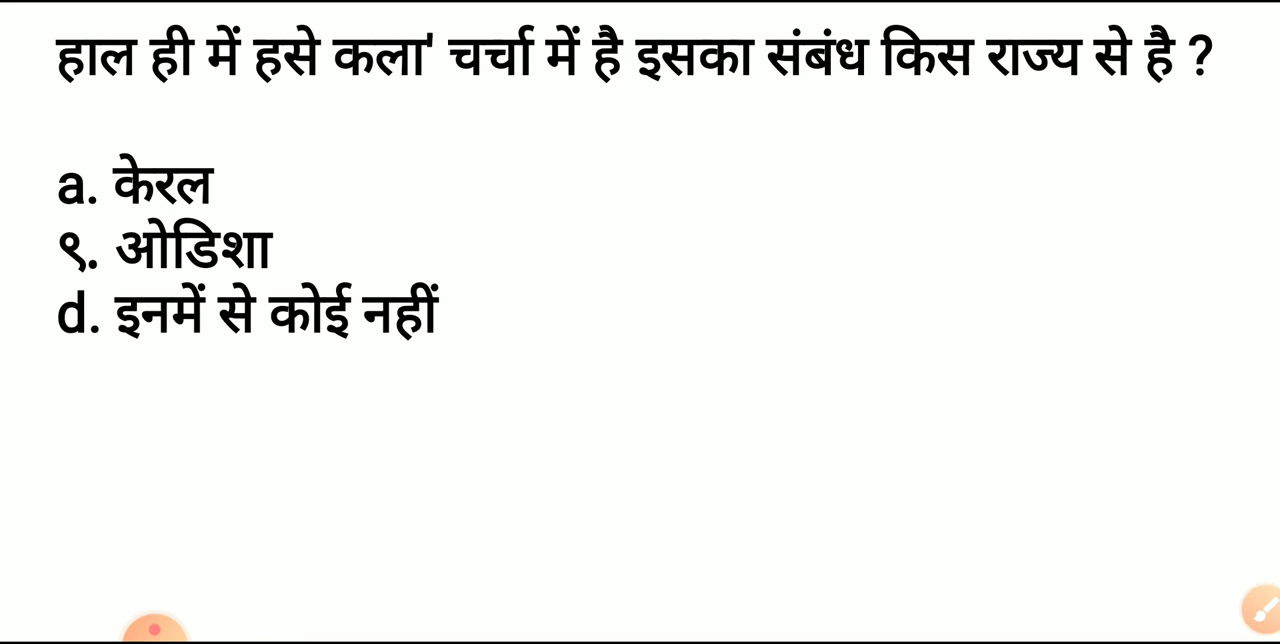 हाल ही में हसे कला' चर्चा में है इसका संबंध किस राज्य से है ?
a. केरल
९. ओडिशा
d. इनमें से कोई नहीं